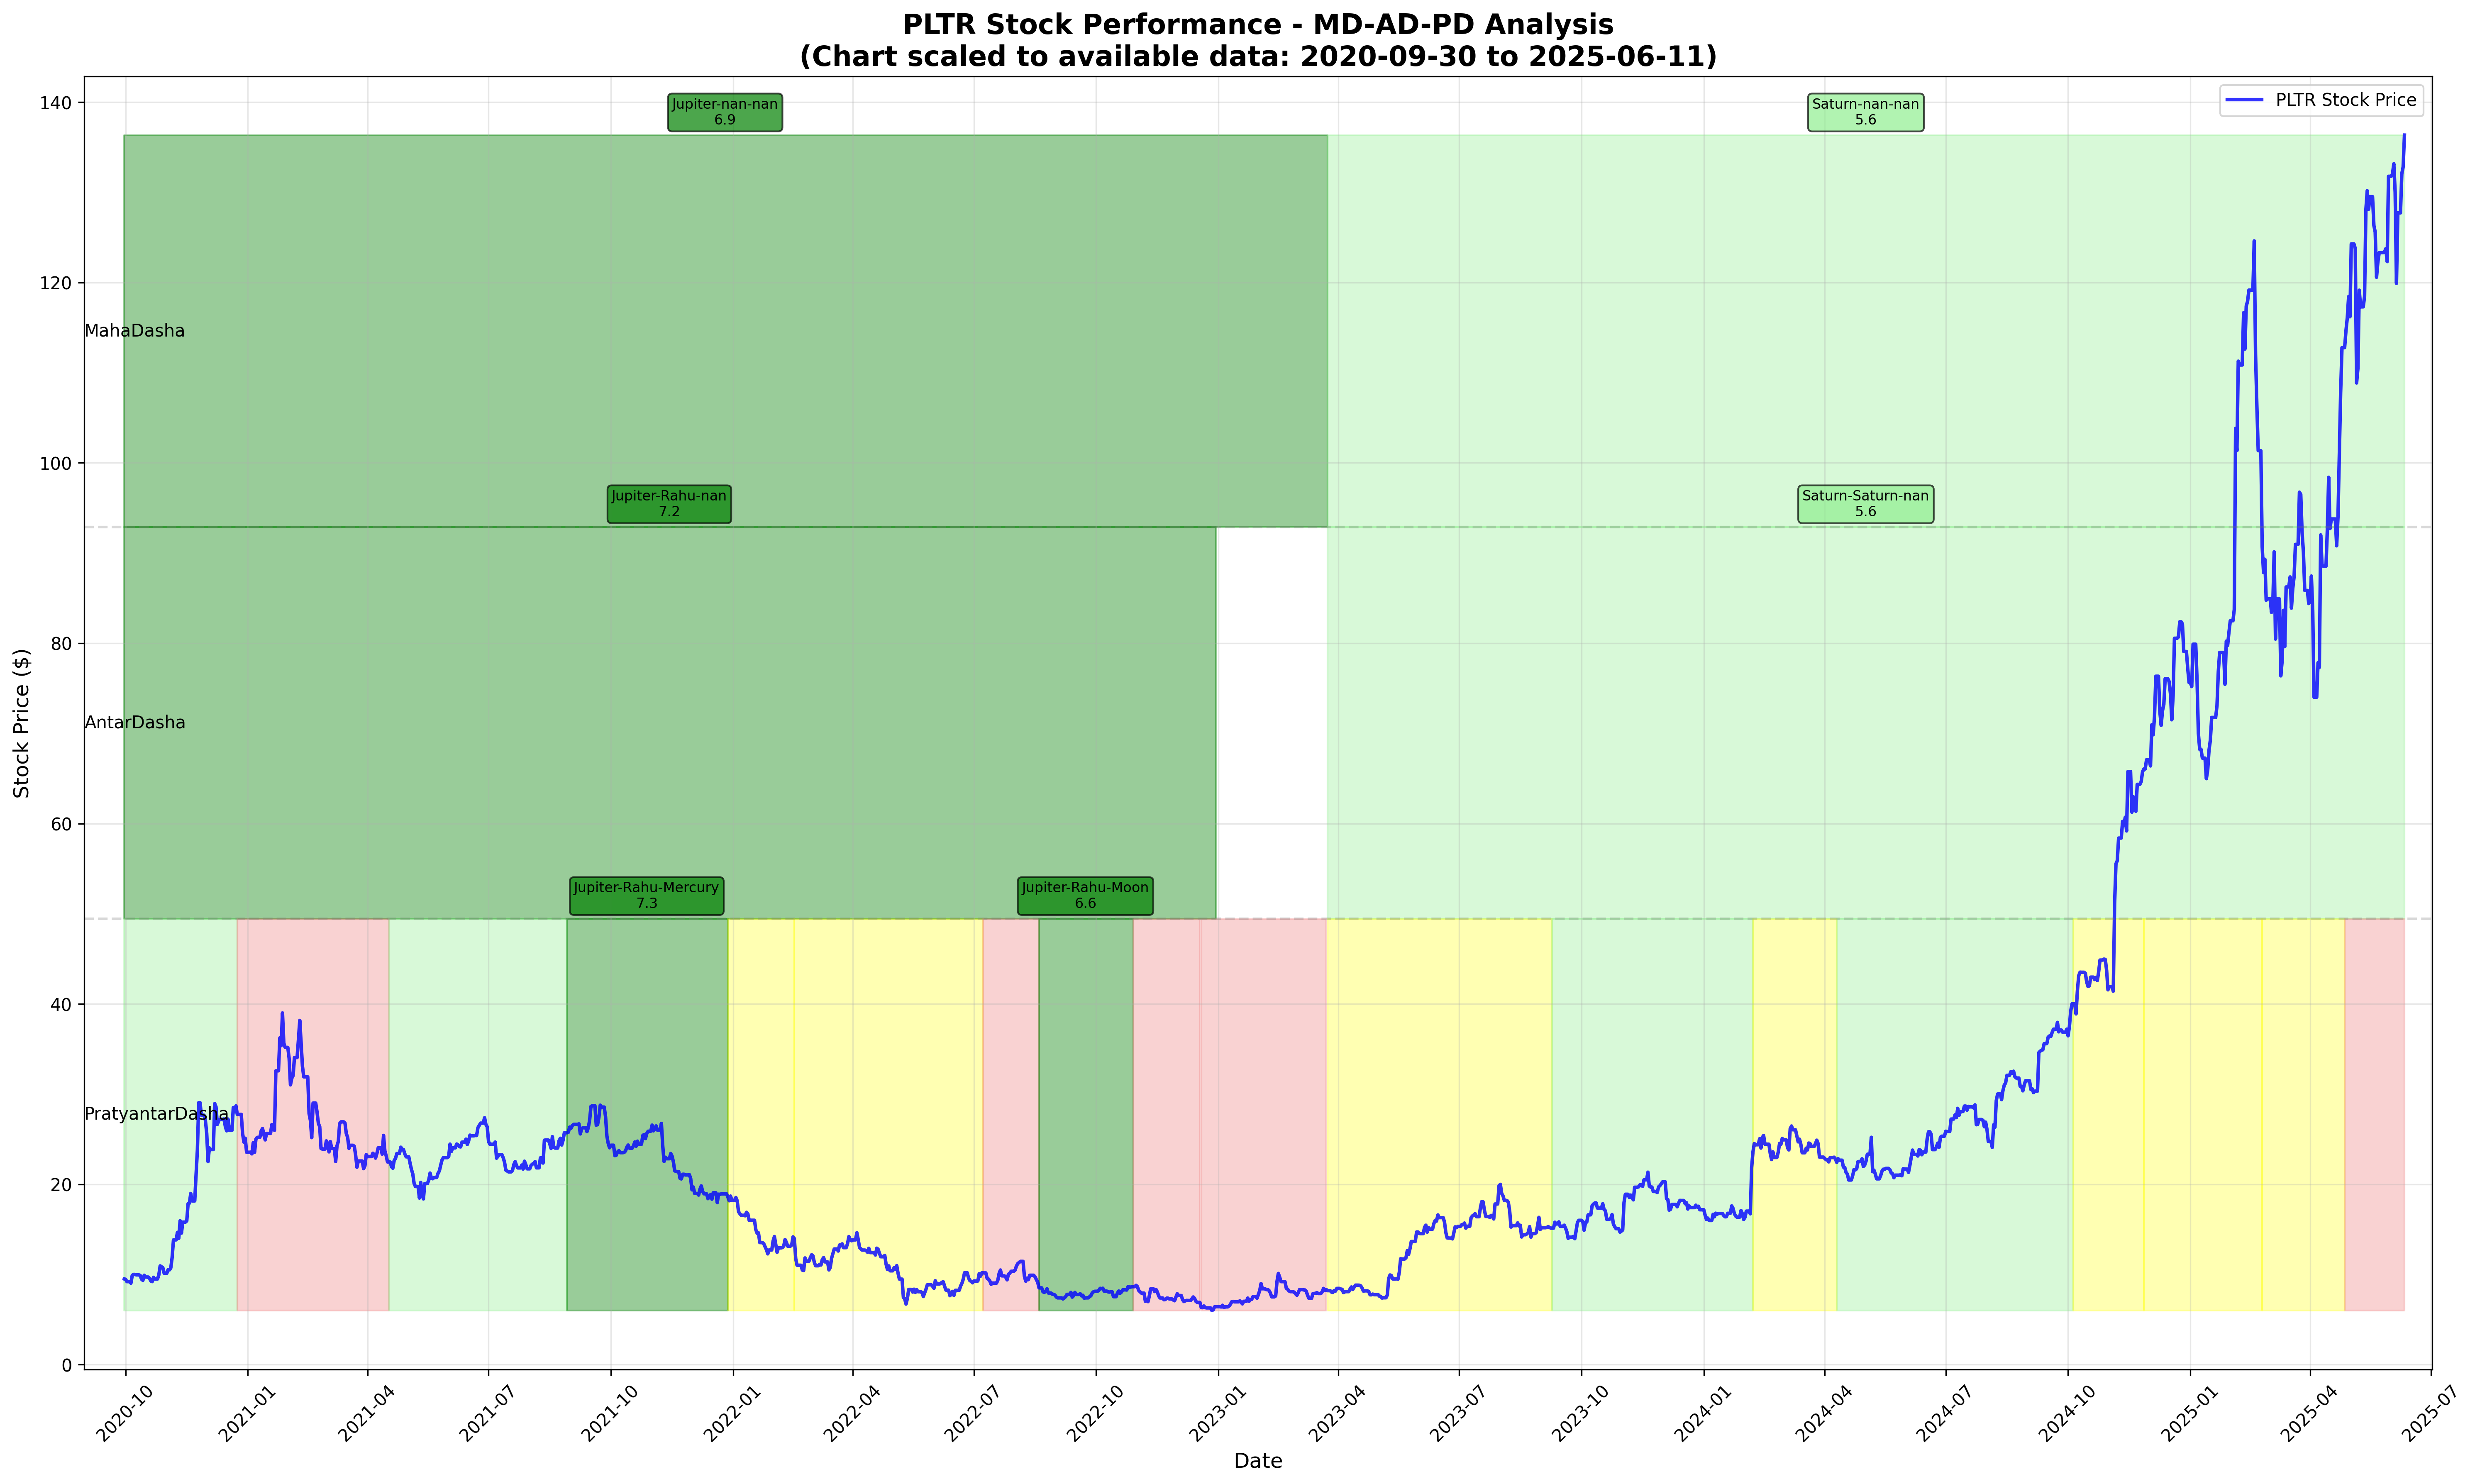 PLTR Stock Performance - MD-AD-PD Analysis
(Chart scaled to available data: 2020-09-30 to 2025-06-11)
PLTR Stock Price
Jupiter-nan-nan
6.9
Saturn-nan-nan
5.6
MahaDasha
Jupiter-Rahu-nan
7.2
Saturn-Saturn-nan
5.6
AntarDasha
Jupiter-Rahu-Mercury
7.3
Jupiter-Rahu-Moon
6.6
PratyantarDasha
Stock Price ($)
140
120
100
80
60
40
20
0
2020-10
2021-01
2021-04
2021-07
2021-10
2022-01
2022-04
2022-07
2022-10
2023-01
2023-04
2023-07
2023-10
2024-01
2024-04
2024-07
2024-10
2025-01
2025-04
2025-07
Date